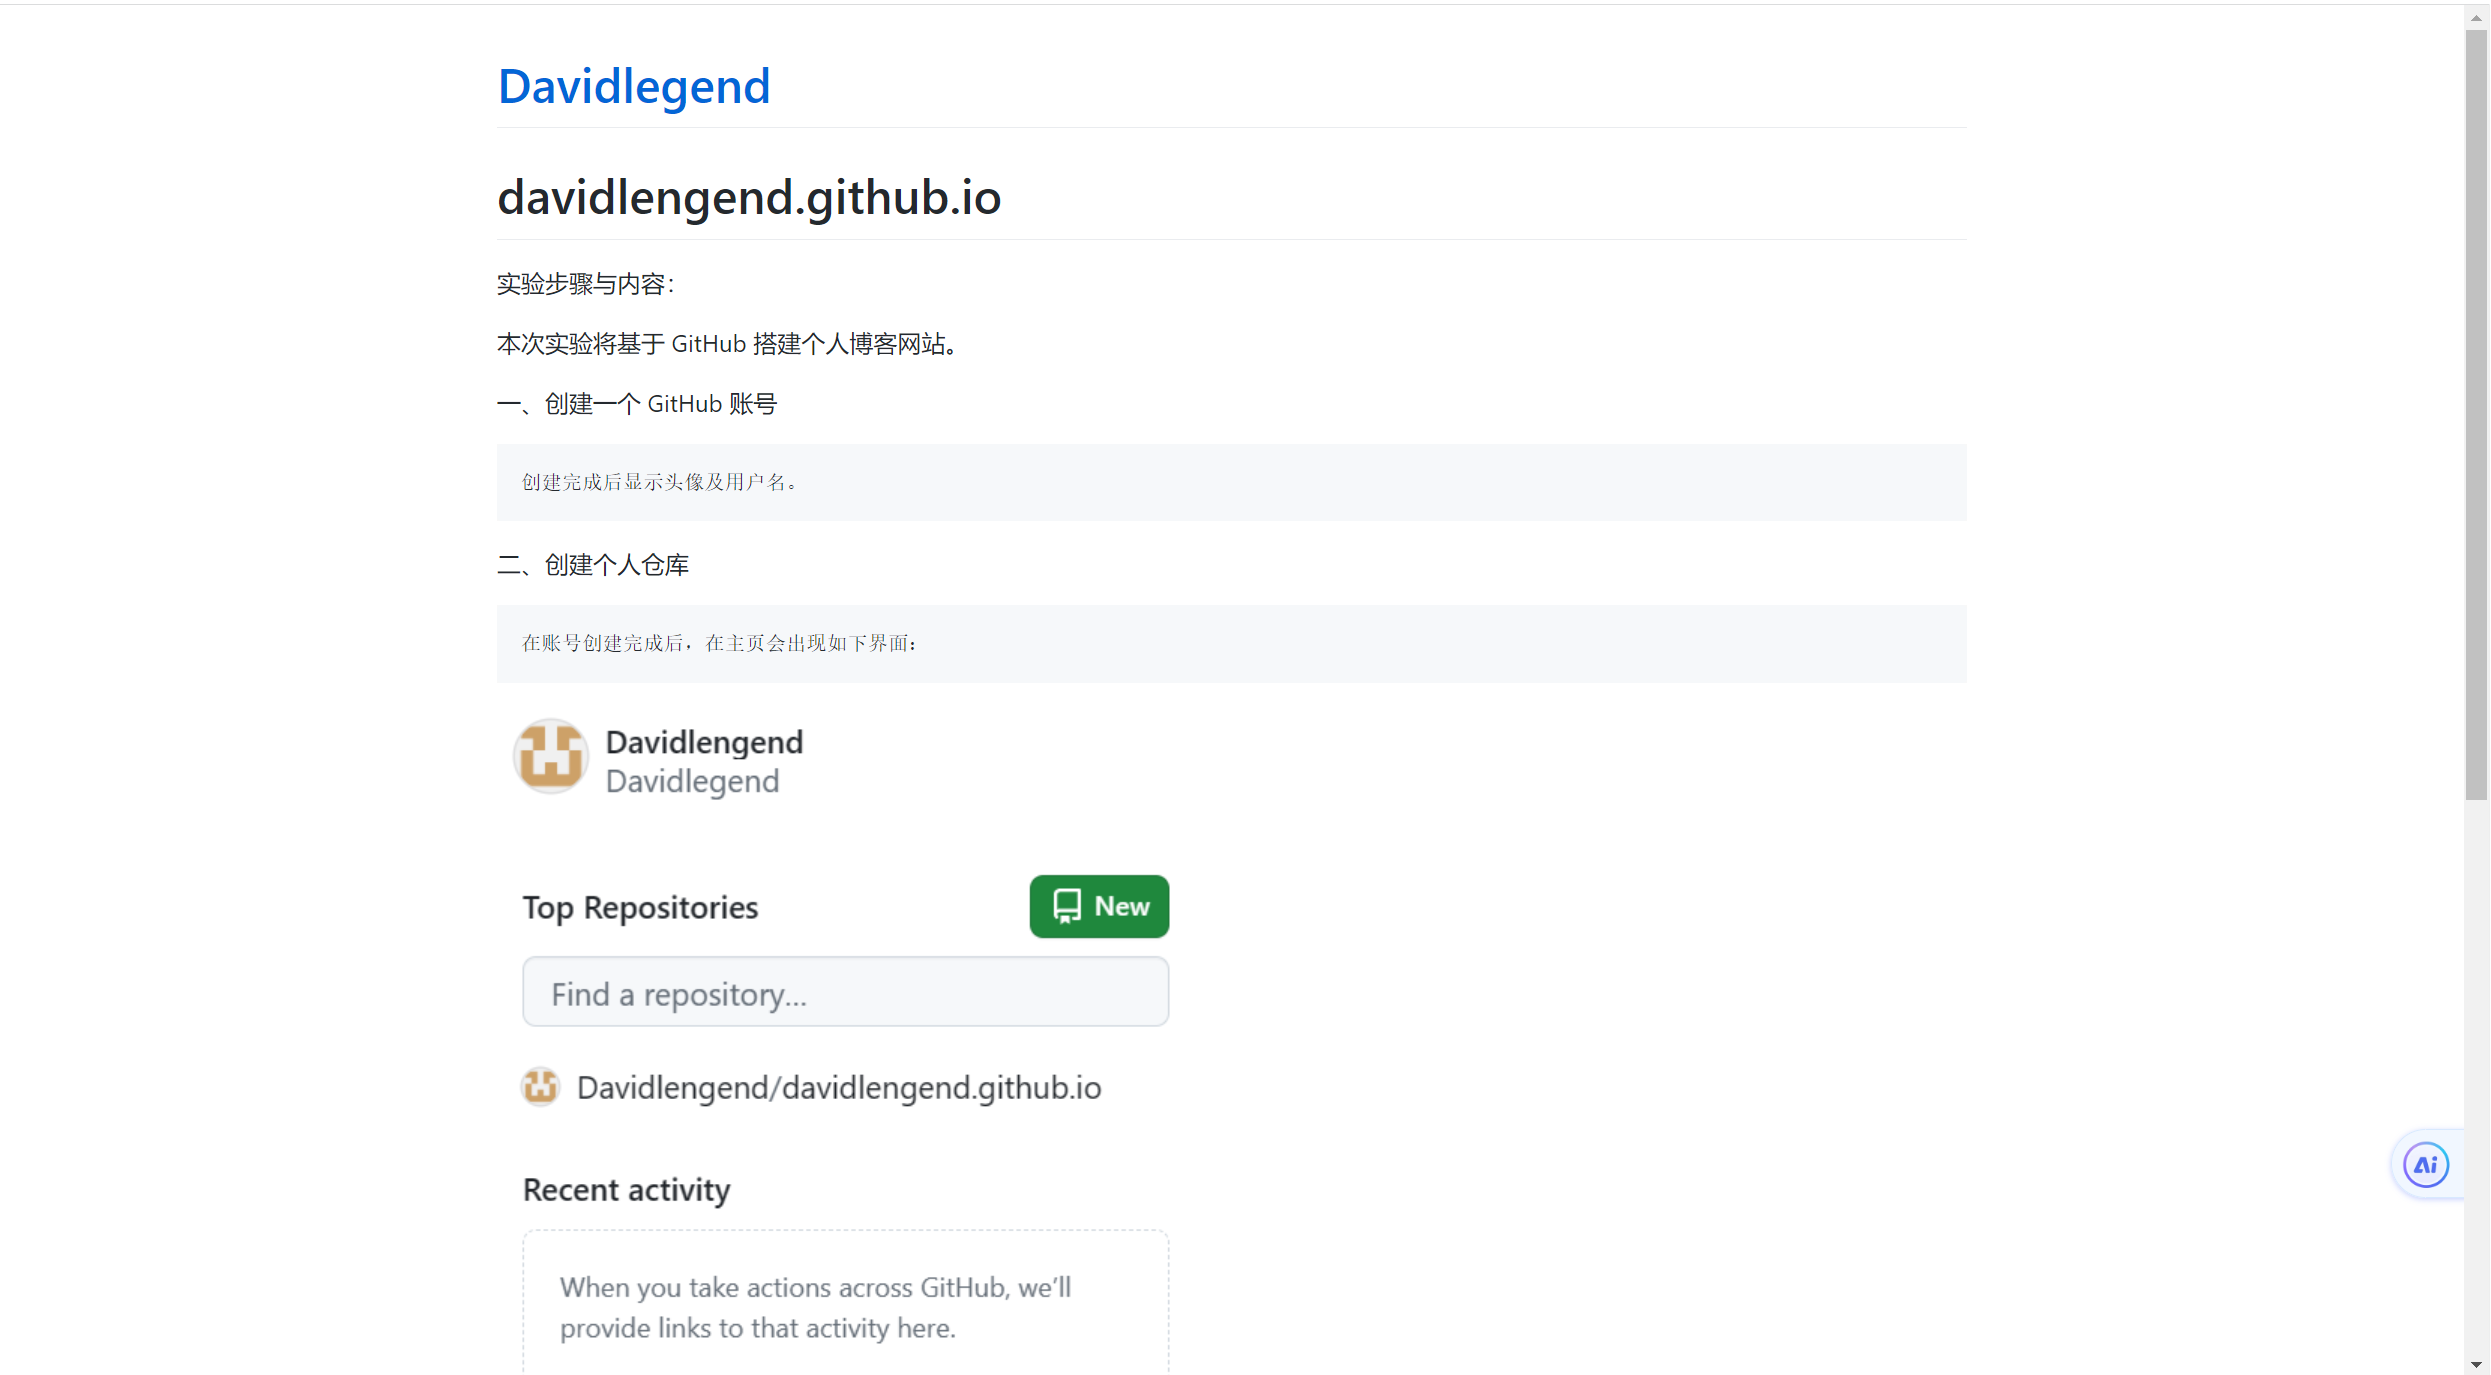 Davidlegend
davidlengend.github.io
实验步骤与内容：
本次实验将基于 GitHub 搭建个人博客网站。
一、创建一个 GitHub 账号
创建完成后显示头像及用户名。
二、创建个人仓库
在账号创建完成后，在主页会出现如下界面：
Davidlengend
Davidlegend
Top Repositories
New
Find a repository...
Davidlengend/davidlengend.github.io
Recent activity
When you take actions across GitHub, we’ll
provide links to that activity here.
Ai